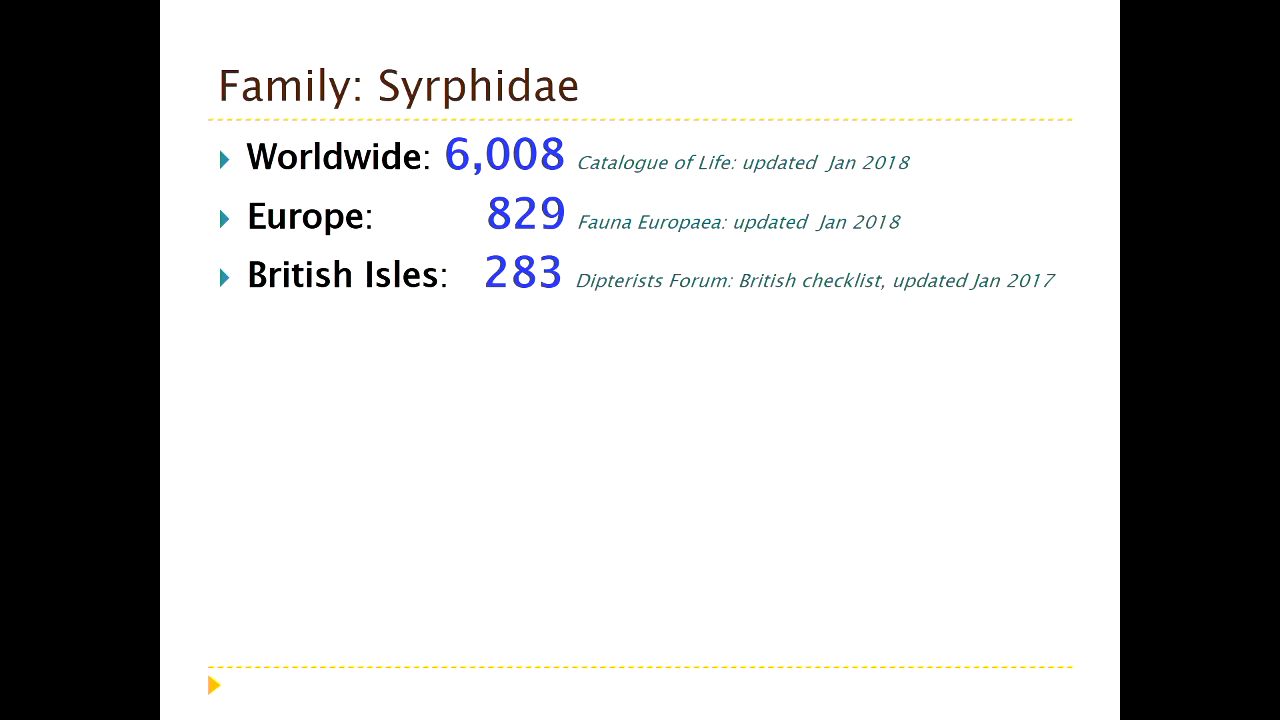 Family: Syrphidae
Worldwide: 6,008 Catalogue of Life: updated Jan 2018
Europe: 829 Fauna Europaea: updated Jan 2018
British Isles: 283 Dipterists Forum: British checklist, updated Jan 2017